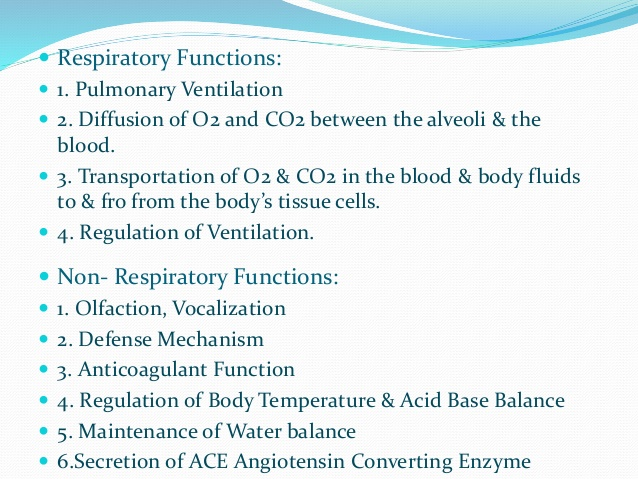 • Respiratory Functions:
• 1. Pulmonary Ventilation
• 2. Diffusion of O2 and CO2 between the alveoli & the
blood.
• 3. Transportation of O2 & CO2 in the blood & body fluids
to & fro from the body's tissue cells.
• 4. Regulation of Ventilation.
• Non- Respiratory Functions:
• 1. Olfaction, Vocalization
• 2. Defense Mechanism
• 3. Anticoagulant Function
• 4. Regulation of Body Temperature & Acid Base Balance
• 5. Maintenance of Water balance
• 6.Secretion of ACE Angiotensin Converting Enzyme